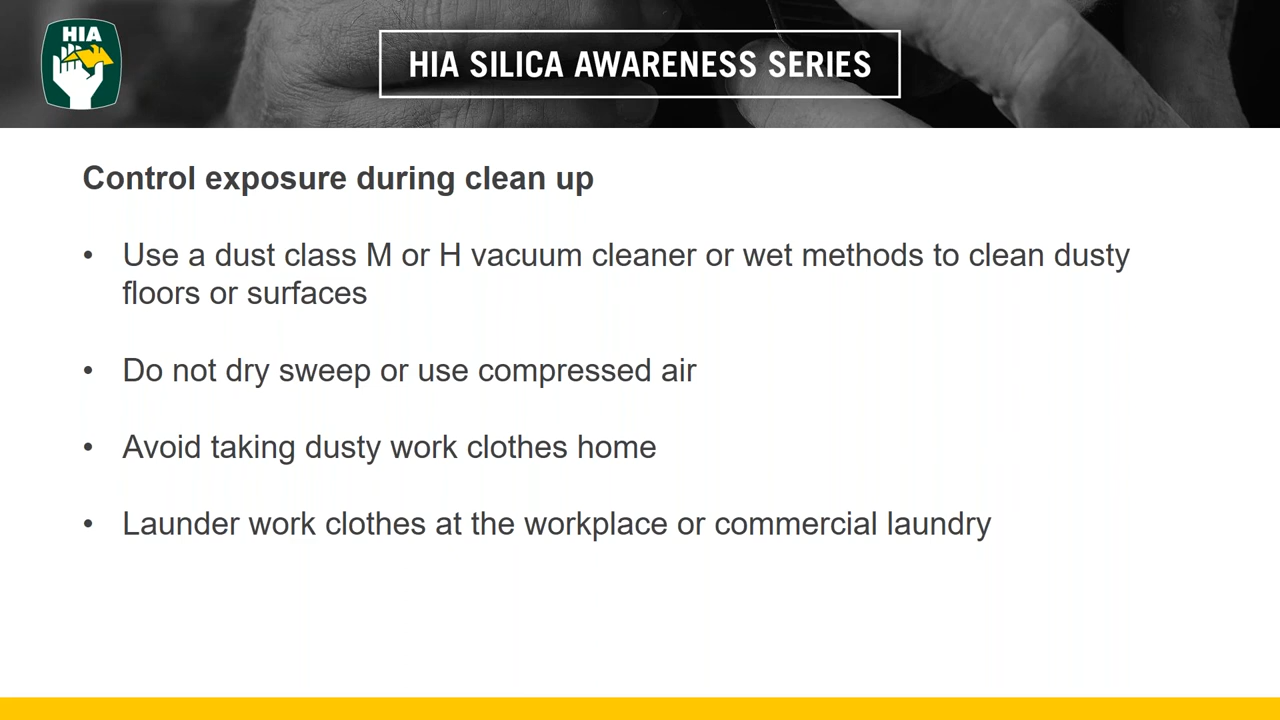 HIA
HIA SILICA AWARENESS SERIES
Control exposure during clean up
• Use a dust class M or H vacuum cleaner or wet methods to clean dusty
floors or surfaces
• Do not dry sweep or use compressed air
• Avoid taking dusty work clothes home
• Launder work clothes at the workplace or commercial laundry